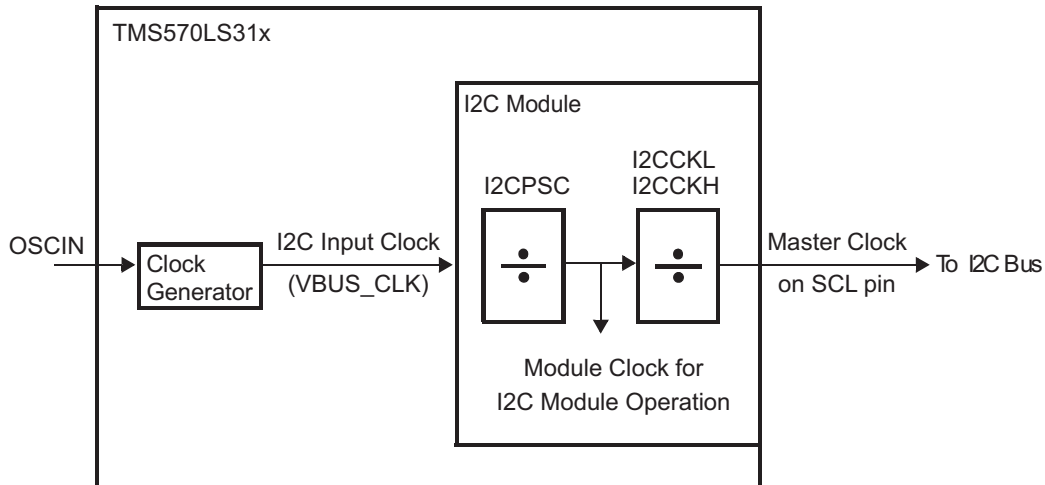 TMS570LS31x
I2C Module
I2CCKL
I2CPSC
I2CCKH
OSCIN
Clock
Generator
I2C Input Clock
(VBUS_CLK)
Master Clock
on SCL pin
To I2C Bus
Module Clock for
I2C Module Operation